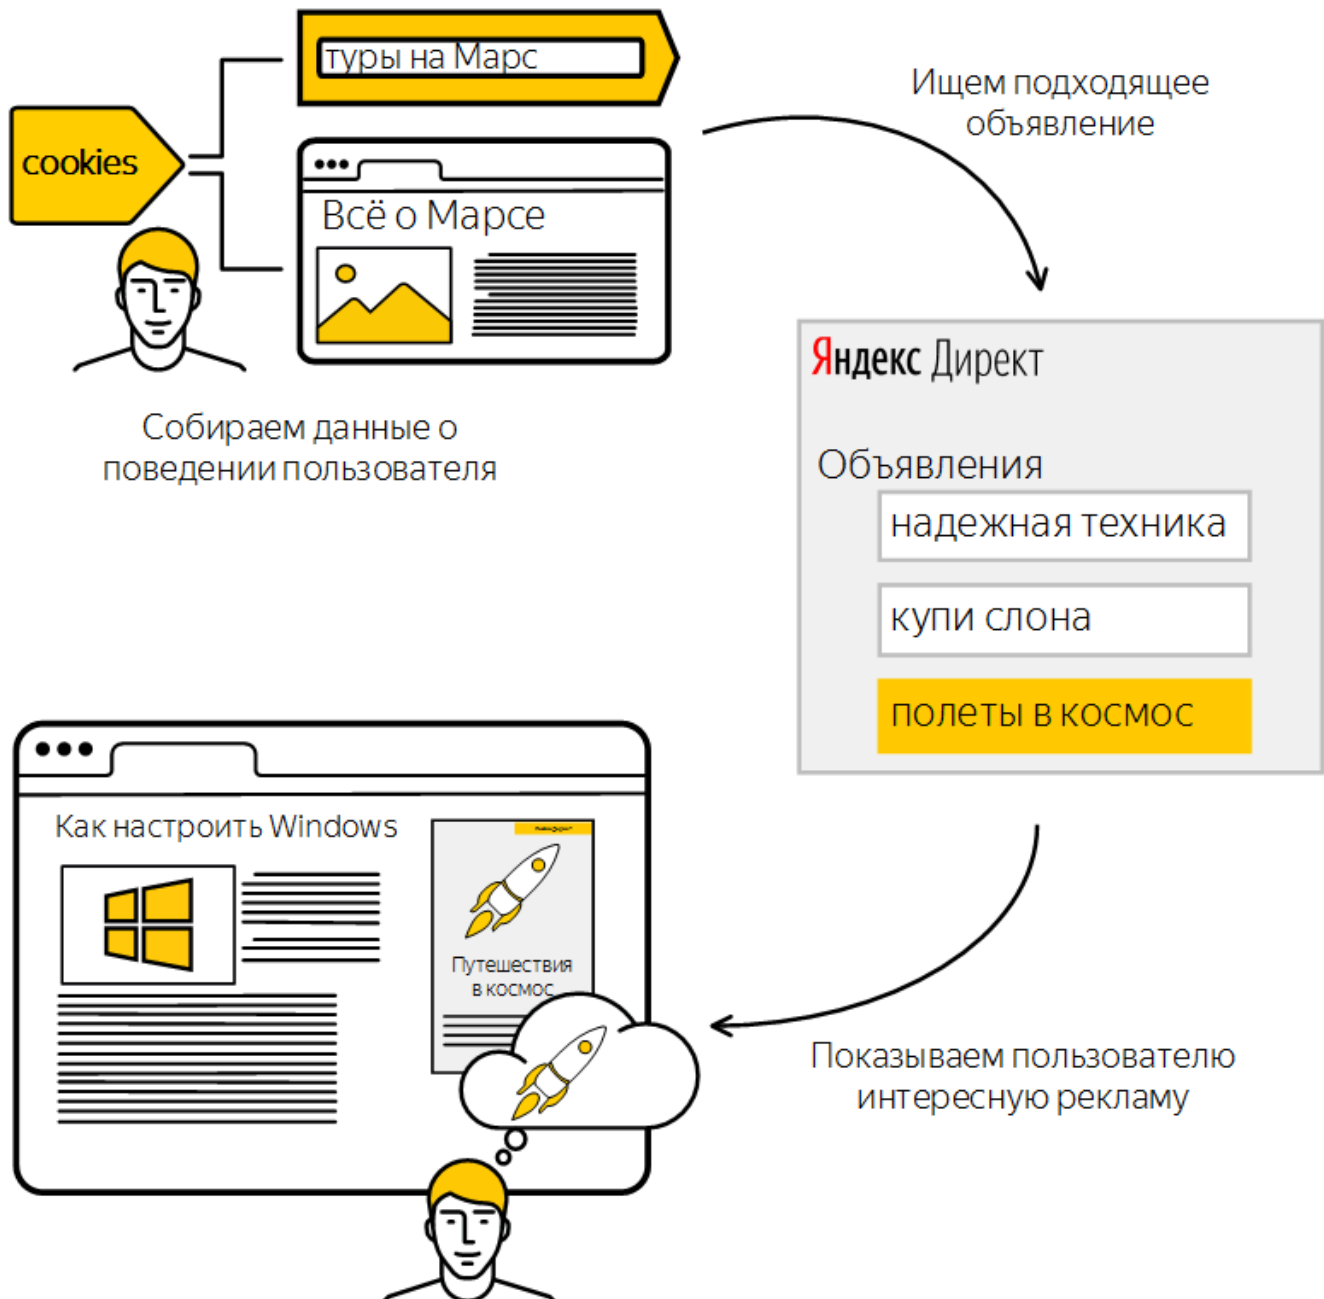 туры на Марс
cookies
Всё о Марсе
Собираем данные о
поведении пользователя
Ищем подходящее
объявление
Яндекс Директ
Объявления
надежная техника
купи слона
полеты в космос
Как настроить Windows
Путешествия
в космос
Показываем пользователю
интересную рекламу